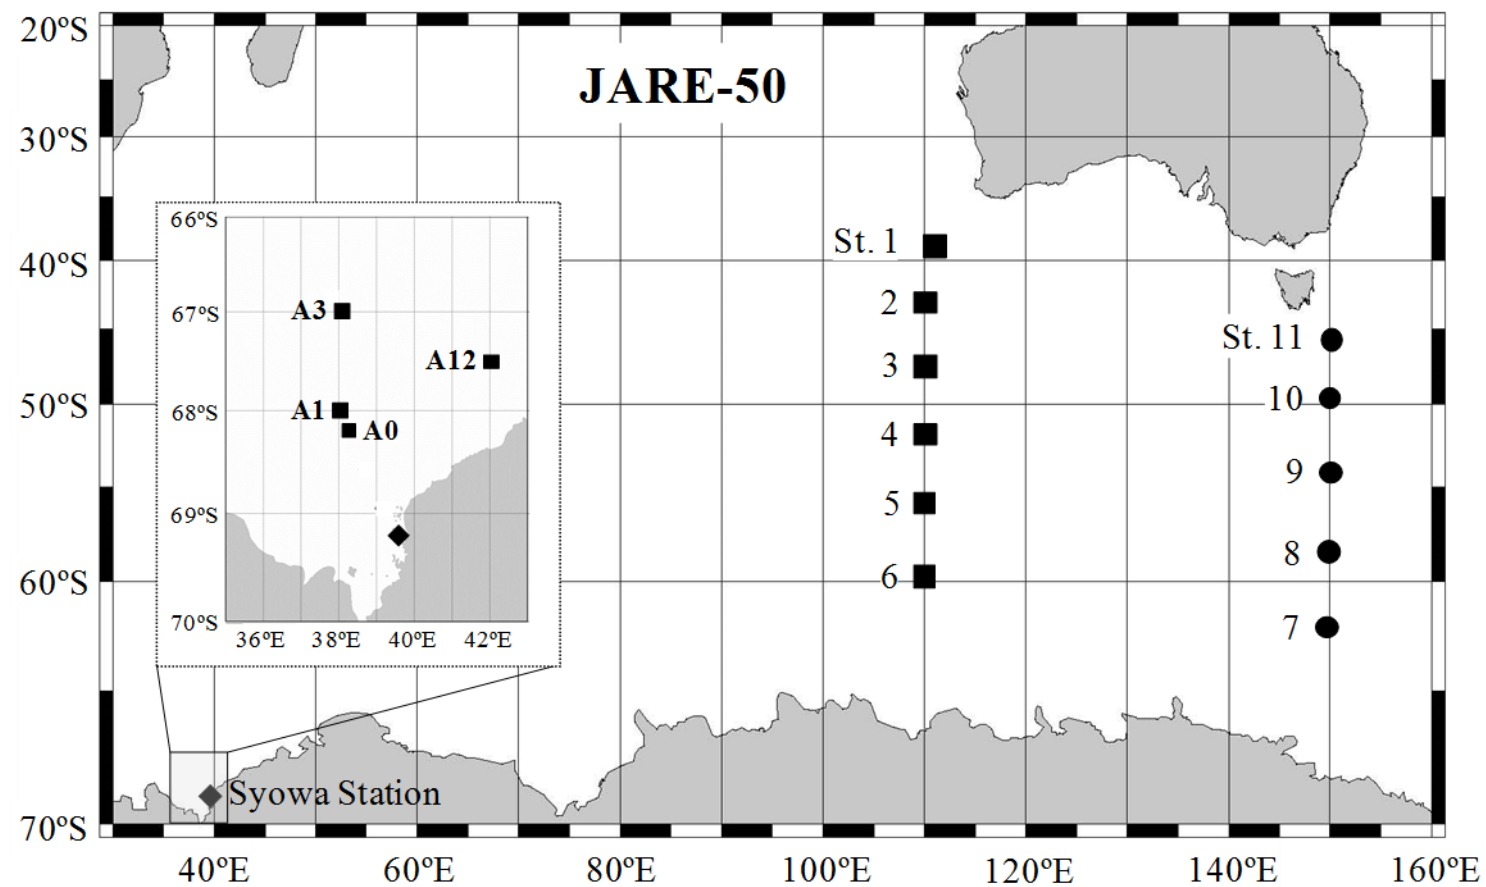 20ºS
JARE-50
30ºS
66ºS
A3
67ºS
A12
A1
68ºS
A0
69ºS
70ºS
36ºE 38ºE 40ºE 42ºE
St. 1
40ºS
2
St. 11
3
10
50ºS
4
9
5
8
6
60ºS
7
Syowa Station
70ºS
40ºE 60ºE 80ºE 100ºE 120ºE 140ºE 160ºE